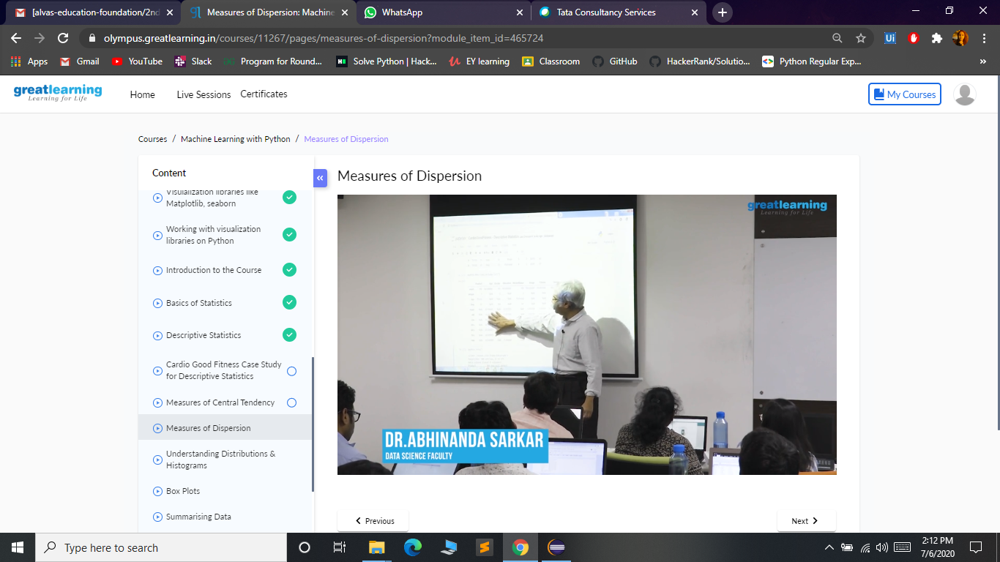 [alvas-education-foundation/2nd
Measures of Dispersion: Machine
WhatsApp
Tata Consultancy Services
olympus.greatlearning.in/courses/11267/pages/measures-of-dispersion?module_item_id=465724
Apps
Gmail
YouTube
Slack
Program for Round...
Solve Python | Hack...
EY learning
Classroom
GitHub
HackerRank/Solutio...
Python Regular Exp...
greatlearning
Learning for Life
Home
Live Sessions
Certificates
My Courses
Courses / Machine Learning with Python / Measures of Dispersion
Content
Visualization libraries like
Matplotlib, seaborn
Working with visualization
libraries on Python
Introduction to the Course
Basics of Statistics
Descriptive Statistics
Cardio Good Fitness Case Study
for Descriptive Statistics
Measures of Central Tendency
Measures of Dispersion
Understanding Distributions &
Histograms
Box Plots
Summarising Data
Measures of Dispersion
greatlearning
Learning for Life
DR.ABHINANDA SARKAR
DATA SCIENCE FACULTY
Previous
Next
Type here to search
2:12 PM
7/6/2020